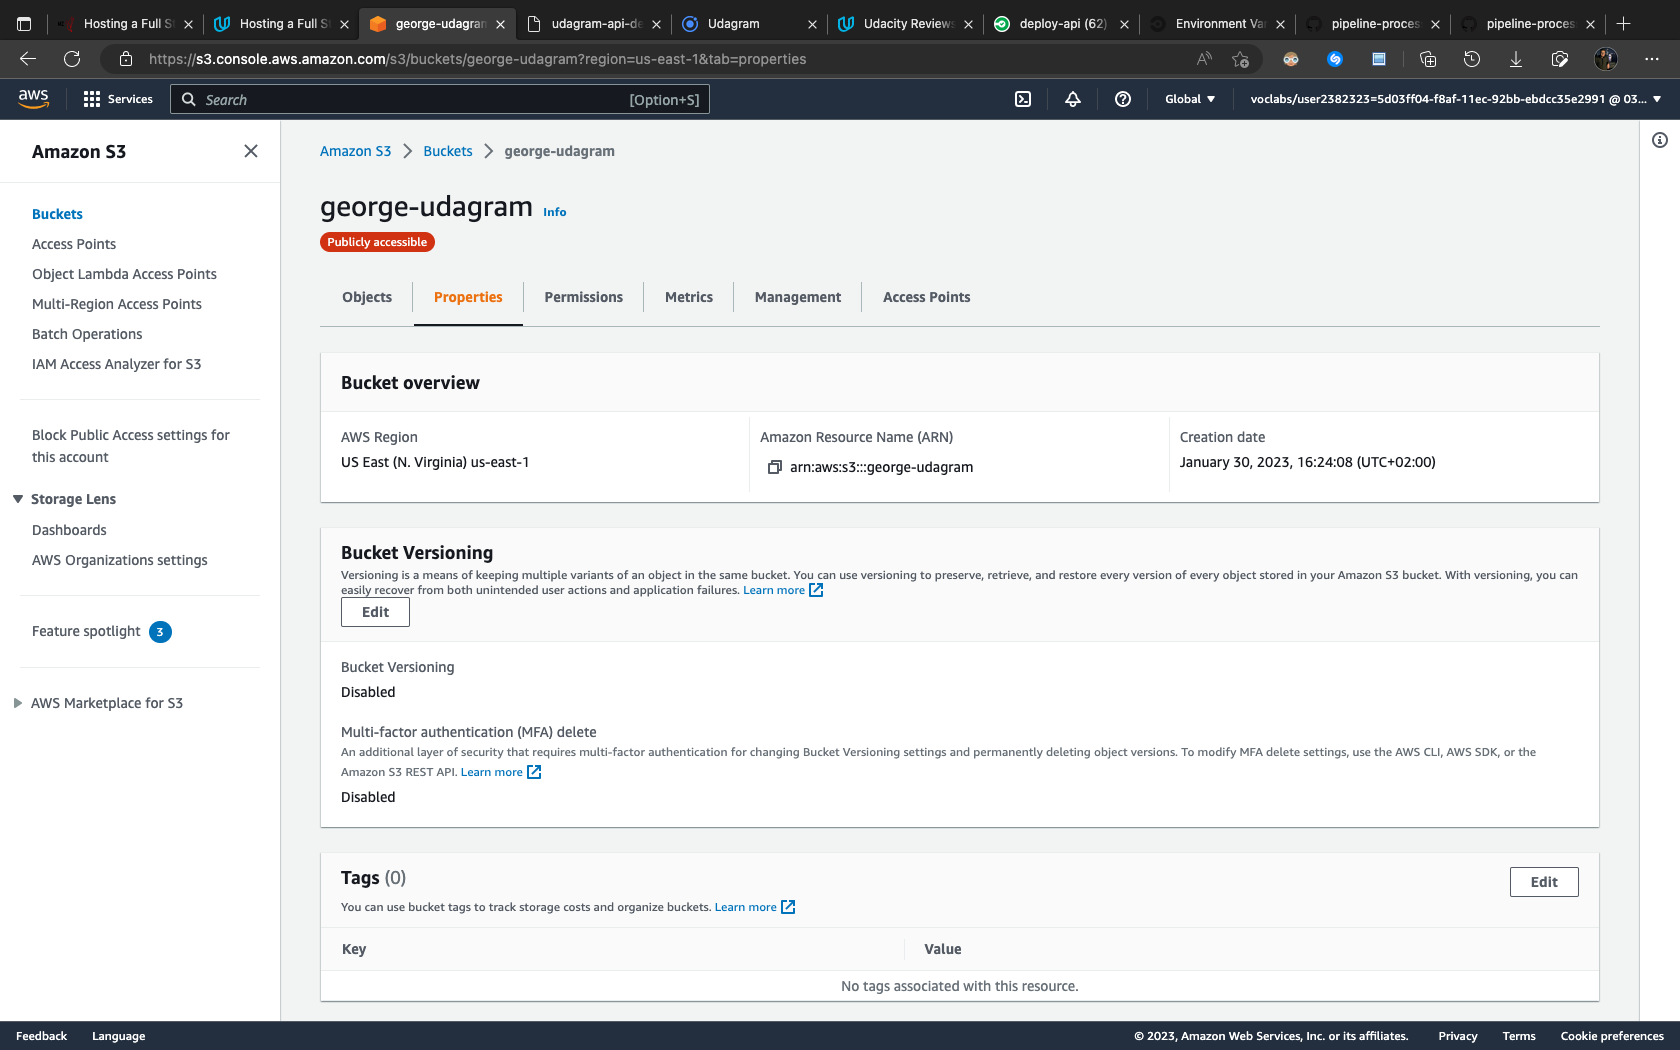 Hosting a Full S
Hosting a Full S
george-udagram
udagram-api-de
Udagram
Udacity Reviews
deploy-api (62)
Environment Va
pipeline-proces
pipeline-proces
https://s3.console.aws.amazon.com/s3/buckets/george-udagram?region=us-east-1&tab=properties
aws
Services
Search
[Option+S]
Global
voclabs/user2382323=5d03ff04-f8af-11ec-92bb-ebdcc35e2991 @ 03...
Amazon S3
Buckets
Access Points
Object Lambda Access Points
Multi-Region Access Points
Batch Operations
IAM Access Analyzer for S3
Block Public Access settings for
this account
Storage Lens
Dashboards
AWS Organizations settings
Feature spotlight 3
AWS Marketplace for S3
Amazon S3 > Buckets > george-udagram
george-udagram Info
Publicly accessible
Objects
Properties
Permissions
Metrics
Management
Access Points
Bucket overview
AWS Region
US East (N. Virginia) us-east-1
Amazon Resource Name (ARN)
arn:aws:s3:::george-udagram
Creation date
January 30, 2023, 16:24:08 (UTC+02:00)
Bucket Versioning
Versioning is a means of keeping multiple variants of an object in the same bucket. You can use versioning to preserve, retrieve, and restore every version of every object stored in your Amazon S3 bucket. With versioning, you can
easily recover from both unintended user actions and application failures. Learn more
Edit
Bucket Versioning
Disabled
Multi-factor authentication (MFA) delete
An additional layer of security that requires multi-factor authentication for changing Bucket Versioning settings and permanently deleting object versions. To modify MFA delete settings, use the AWS CLI, AWS SDK, or the
Amazon S3 REST API. Learn more
Disabled
Tags (0)
Edit
You can use bucket tags to track storage costs and organize buckets. Learn more
Key
Value
No tags associated with this resource.
Feedback
Language
© 2023, Amazon Web Services, Inc. or its affiliates.
Privacy
Terms
Cookie preferences